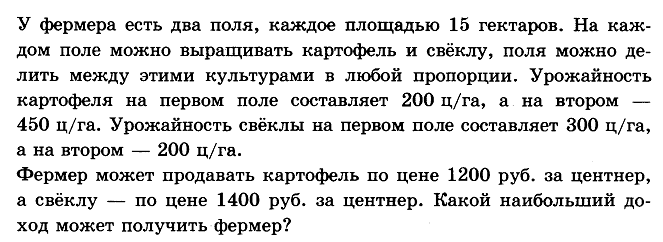 У фермера есть два поля, каждое площадью 15 гектаров. На каж-
дом поле можно выращивать картофель и свёклу, поля можно де-
лить между этими культурами в любой пропорции. Урожайность
картофеля на первом поле составляет 200 ц/га, а на втором —
450 ц/га. Урожайность свёклы на первом поле составляет 300 ц/га,
а на втором — 200 ц/га.
Фермер может продавать картофель по цене 1200 руб. за центнер,
а свёклу — по цене 1400 руб. за центнер. Какой наибольший до-
ход может получить фермер?